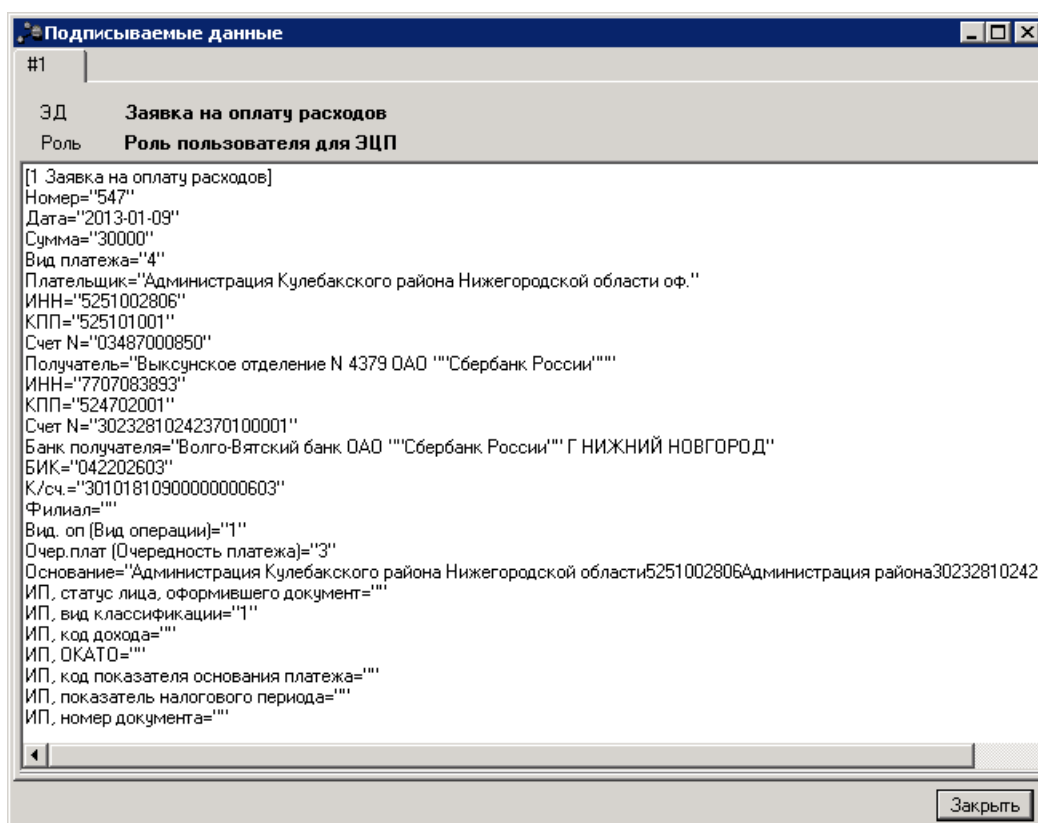 Подписываемые данные
#1
ЭД Заявка на оплату расходов
Роль Роль пользователя для ЭЦП
[1 Заявка на оплату расходов]
Номер="547"
Дата="2013-01-09"
Сумма="30000"
Вид платежа="4"
Плательщик="Администрация Кулебакского района Нижегородской области оф."
ИНН="5251002806"
КПП="525101001"
Счет N="03487000850"
Получатель="Выксунское отделение N 4379 ОАО ""Сбербанк России"""
ИНН="7707083893"
КПП="524702001"
Счет N="30232810242370100001"
Банк получателя="Волго-Вятский банк ОАО ""Сбербанк России"" Г НИЖНИЙ НОВГОРОД"
БИК="042202603"
К/сч.="30101810900000000603"
Филиал=""
Вид. оп (Вид операции)="1"
Очер.плат (Очередность платежа)="3"
Основание="Администрация Кулебакского района Нижегородской области5251002806Администрация района30232810242
ИП, статус лица, оформившего документ=""
ИП, вид классификации="1"
ИП, код дохода=""
ИП, ОКАТО=""
ИП, код показателя основания платежа=""
ИП, показатель налогового периода=""
ИП, номер документа=""
Закрыть